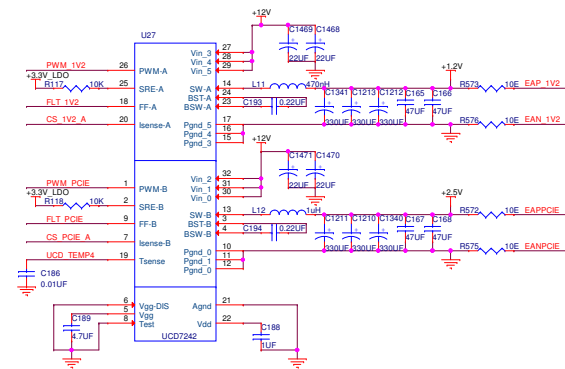 +12V
U27
C1469 C1468
22UF 22UF
27 Vin_3
28 Vin_4
29 Vin_5
PWM_1V2 26 PWM-A
+3.3V_LDO
R117 10K 25 SRE-A
FLT_1V2 18 FF-A
CS_1V2_A 20 Isense-A
SW-A 14 L11 470nH
BST-A 24
BSW-A 23 C193 0.22UF
Pgnd_5 17
Pgnd_4 16
Pgnd_3 15
C1341 C1213 C1212 C165 C166
330UF 330UF 330UF 47UF 47UF
+1.2V
R573 10E EAP_1V2
R576 10E EAN_1V2
+12V
C1471 C1470
22UF 22UF
Vin_2 32
Vin_1 31
Vin_0 30
PWM_PCIE 1 PWM-B
+3.3V_LDO
R118 10K 2 SRE-B
FLT_PCIE 9 FF-B
CS_PCIE_A 7 Isense-B
UCD_TEMP4 19 Tsense
C186
0.01UF
SW-B 13 L12 1uH
BST-B 3
BSW-B 4 C194 0.22UF
Pgnd_0 10
Pgnd_1 11
Pgnd_0 12
C1211 C1210 C1340 C167 C168
330UF 330UF 330UF 47UF 47UF
+2.5V
R572 10E EAPPCIE
R575 10E EANPCIE
6 Vgg-DIS
5 Vgg
8 Test
C189
4.7UF
Agnd 21
Vdd 22
C188
1UF
UCD7242